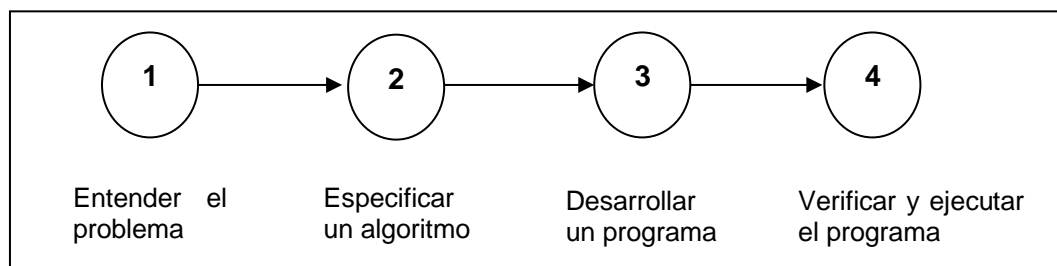 1
2
3
4
Entender el
problema
Especificar
un algoritmo
Desarrollar
un programa
Verificar y ejecutar
el programa